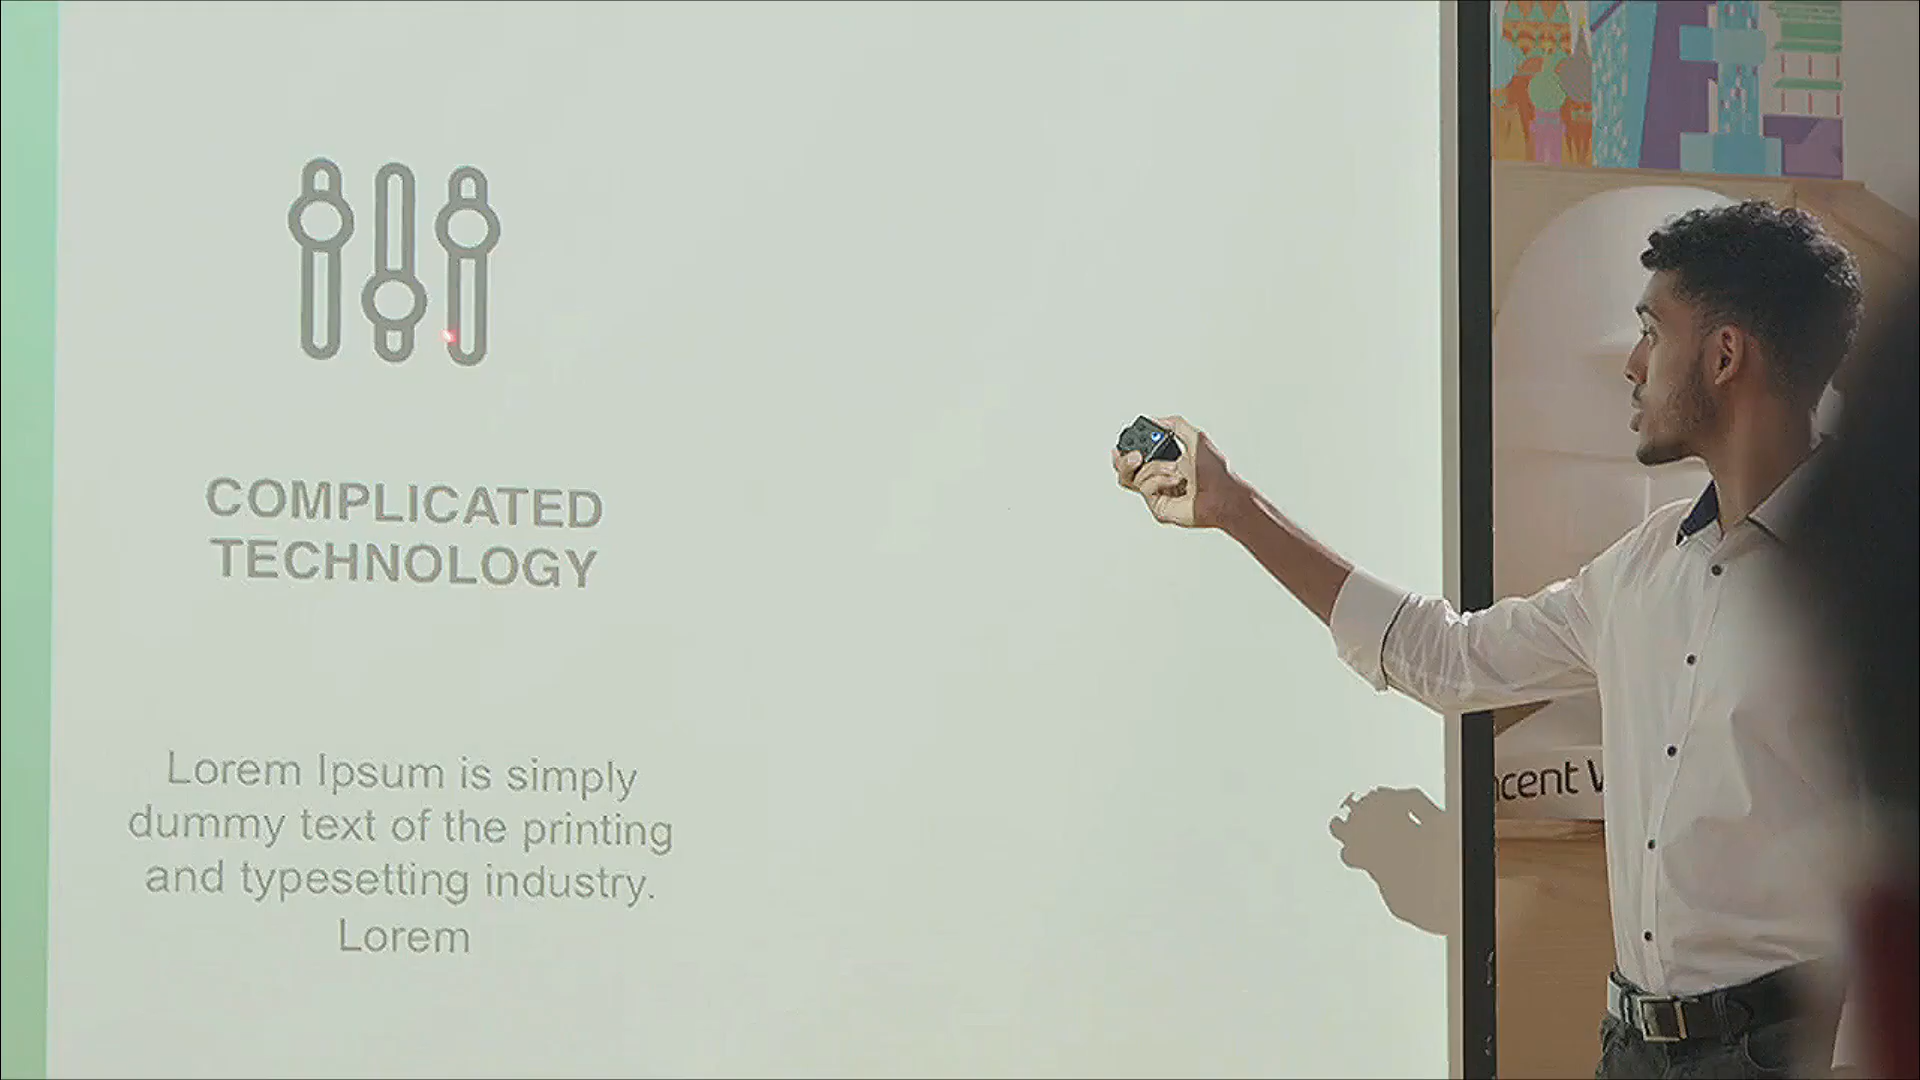 COMPLICATED
TECHNOLOGY
Lorem Ipsum is simply
dummy text of the printing
and typesetting industry.
Lorem